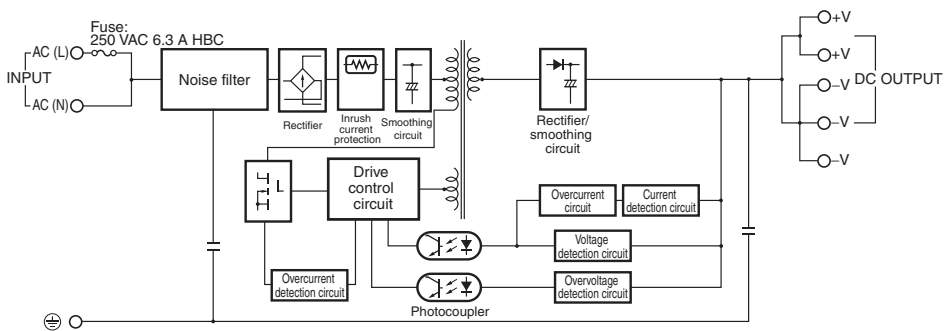 Fuse:
250 VAC 6.3 A HBC
AC (L)
INPUT
AC (N)
Noise filter
Rectifier
Inrush
current
protection
Smoothing
circuit
Rectifier/
smoothing
circuit
+V
+V
DC OUTPUT
–V
–V
–V
Drive
control
circuit
Overcurrent
circuit
Current
detection circuit
Voltage
detection circuit
Overcurrent
detection circuit
Overvoltage
detection circuit
Photocoupler